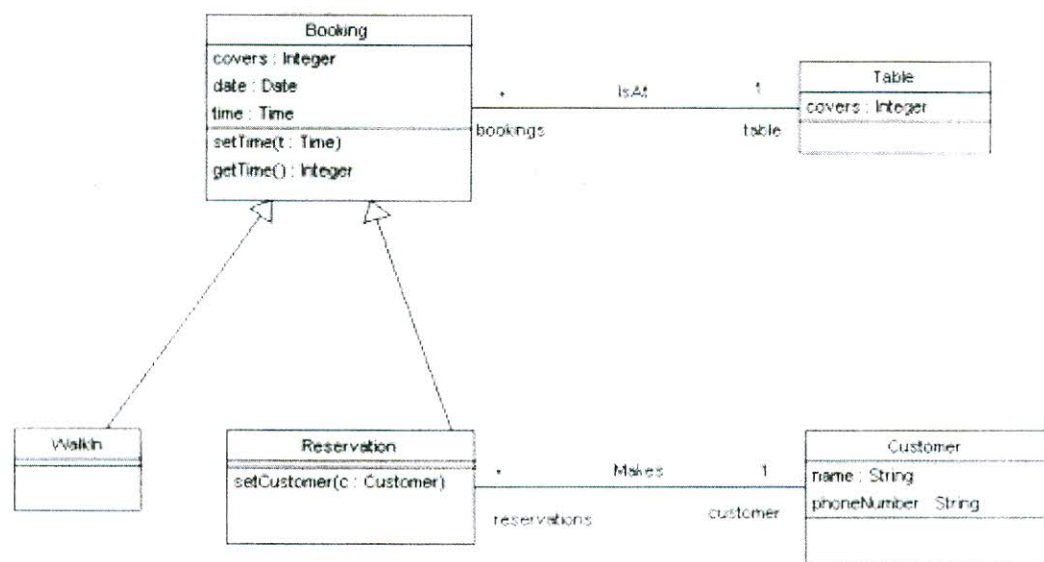 Booking
covers : Integer
date : Date
time : Time
setTime(t : Time)
getTime() : Integer
* IsAt 1
bookings table
Table
covers : Integer
WalkIn
Reservation
setCustomer(c : Customer)
* Makes 1
reservations customer
Customer
name : String
phoneNumber : String